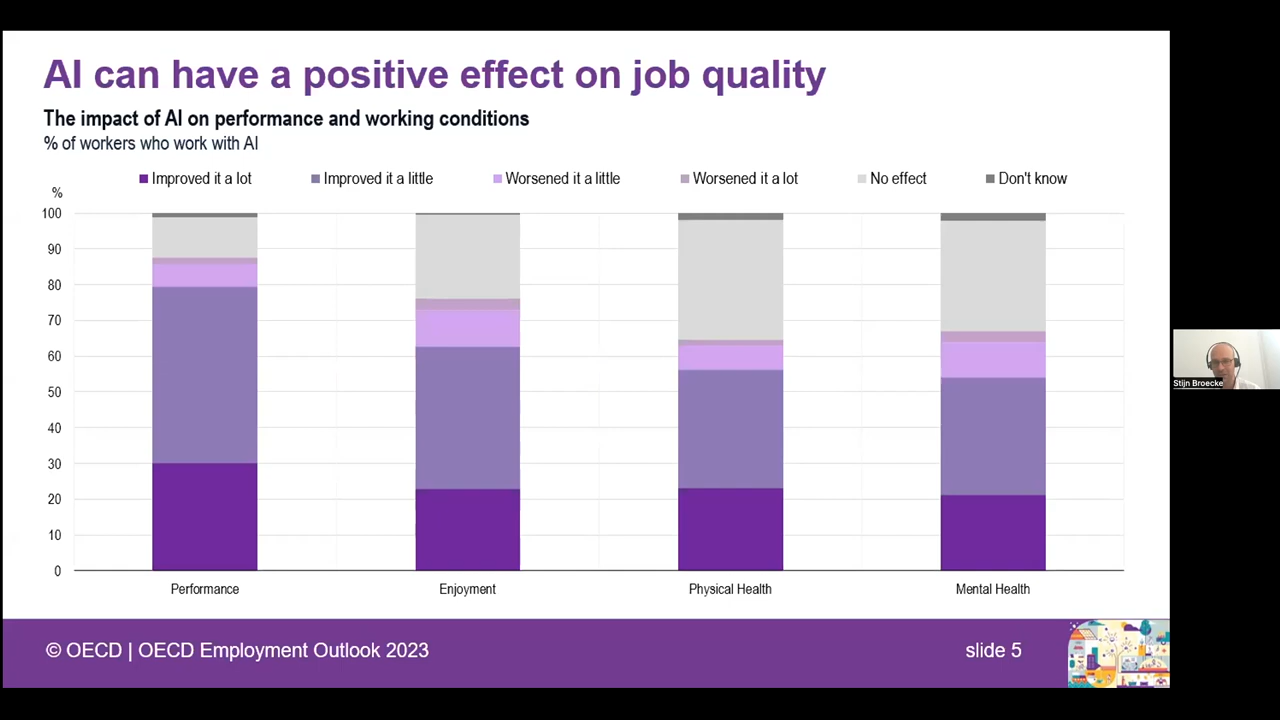 AI can have a positive effect on job quality
The impact of AI on performance and working conditions
% of workers who work with AI
Improved it a lot Improved it a little Worsened it a little Worsened it a lot No effect Don't know
%
100
90
80
70
60
50
40
30
20
10
0
Performance Enjoyment Physical Health Mental Health
© OECD | OECD Employment Outlook 2023
slide 5
Stijn Broecke